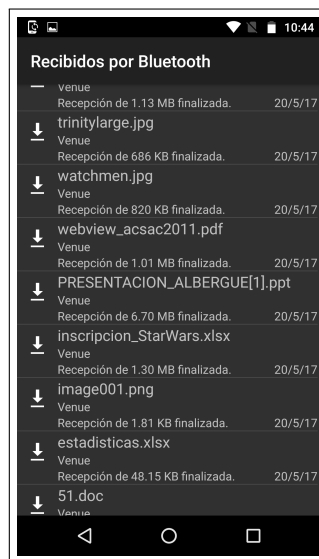 10:44
Recibidos por Bluetooth
Venue
Recepción de 1.13 MB finalizada. 20/5/17
trinitylarge.jpg
Venue
Recepción de 686 KB finalizada. 20/5/17
watchmen.jpg
Venue
Recepción de 820 KB finalizada. 20/5/17
webview_acsac2011.pdf
Venue
Recepción de 1.01 MB finalizada. 20/5/17
PRESENTACION_ALBERGUE[1].ppt
Venue
Recepción de 6.70 MB finalizada. 20/5/17
inscripcion_StarWars.xlsx
Venue
Recepción de 1.30 MB finalizada. 20/5/17
image001.png
Venue
Recepción de 1.81 KB finalizada. 20/5/17
estadisticas.xlsx
Venue
Recepción de 48.15 KB finalizada. 20/5/17
51.doc
Venue